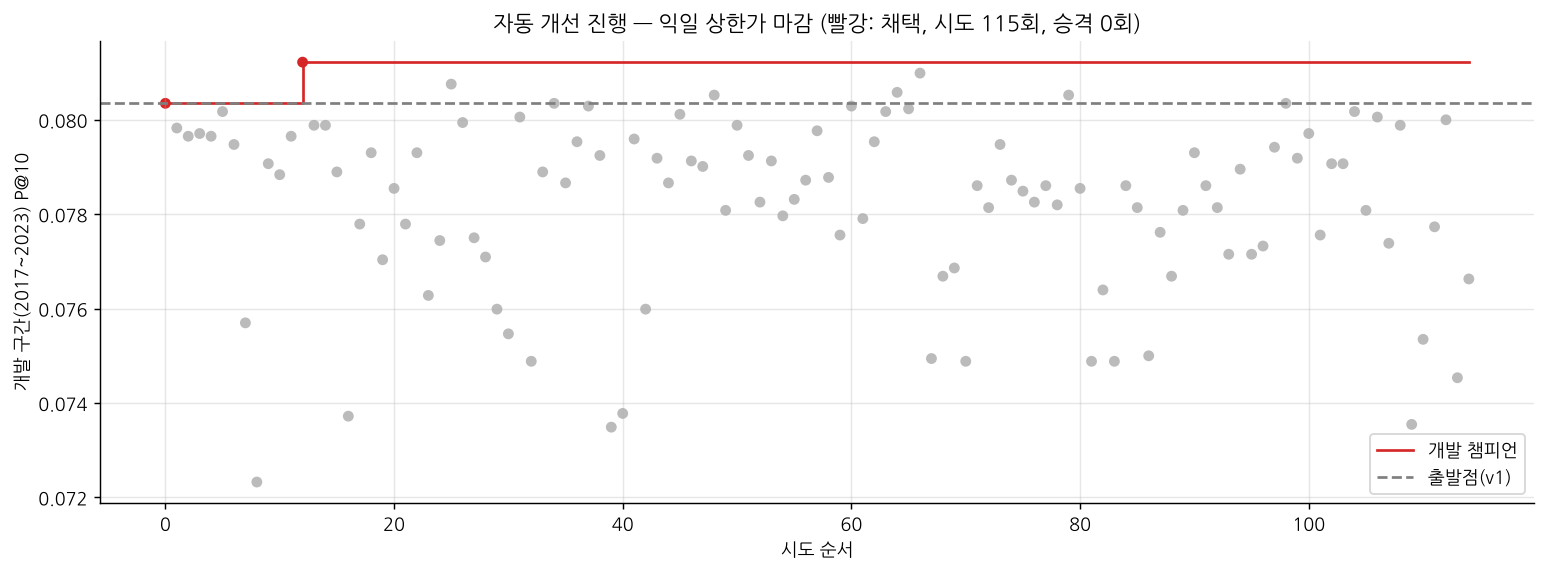 자동 개선 진행 — 익일 상한가 마감 (빨강: 채택, 시도 115회, 승격 0회)
개발 구간(2017~2023) P@10
0.080
0.078
0.076
0.074
0.072
0 20 40 60 80 100
시도 순서
개발 챔피언
출발점(v1)